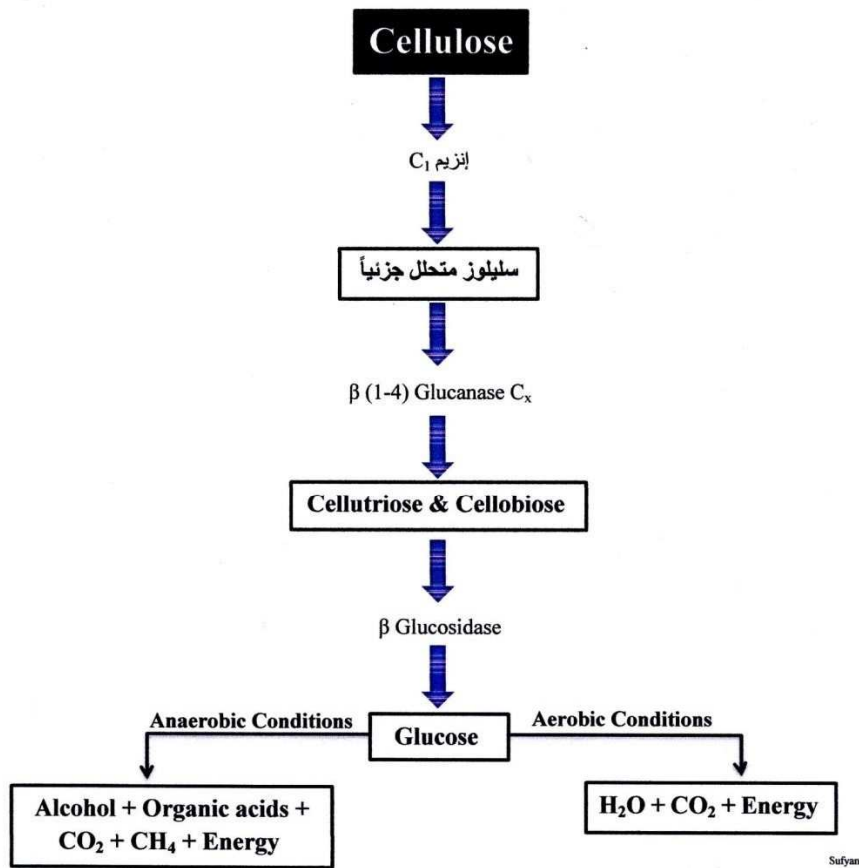 Cellulose
إنزيم C₁
سليلوز متحلل جزئياً
β (1-4) Glucanase Cₓ
Cellutriose & Cellobiose
β Glucosidase
Anaerobic Conditions
Glucose
Aerobic Conditions
Alcohol + Organic acids +
CO₂ + CH₄ + Energy
H₂O + CO₂ + Energy
Sufyan